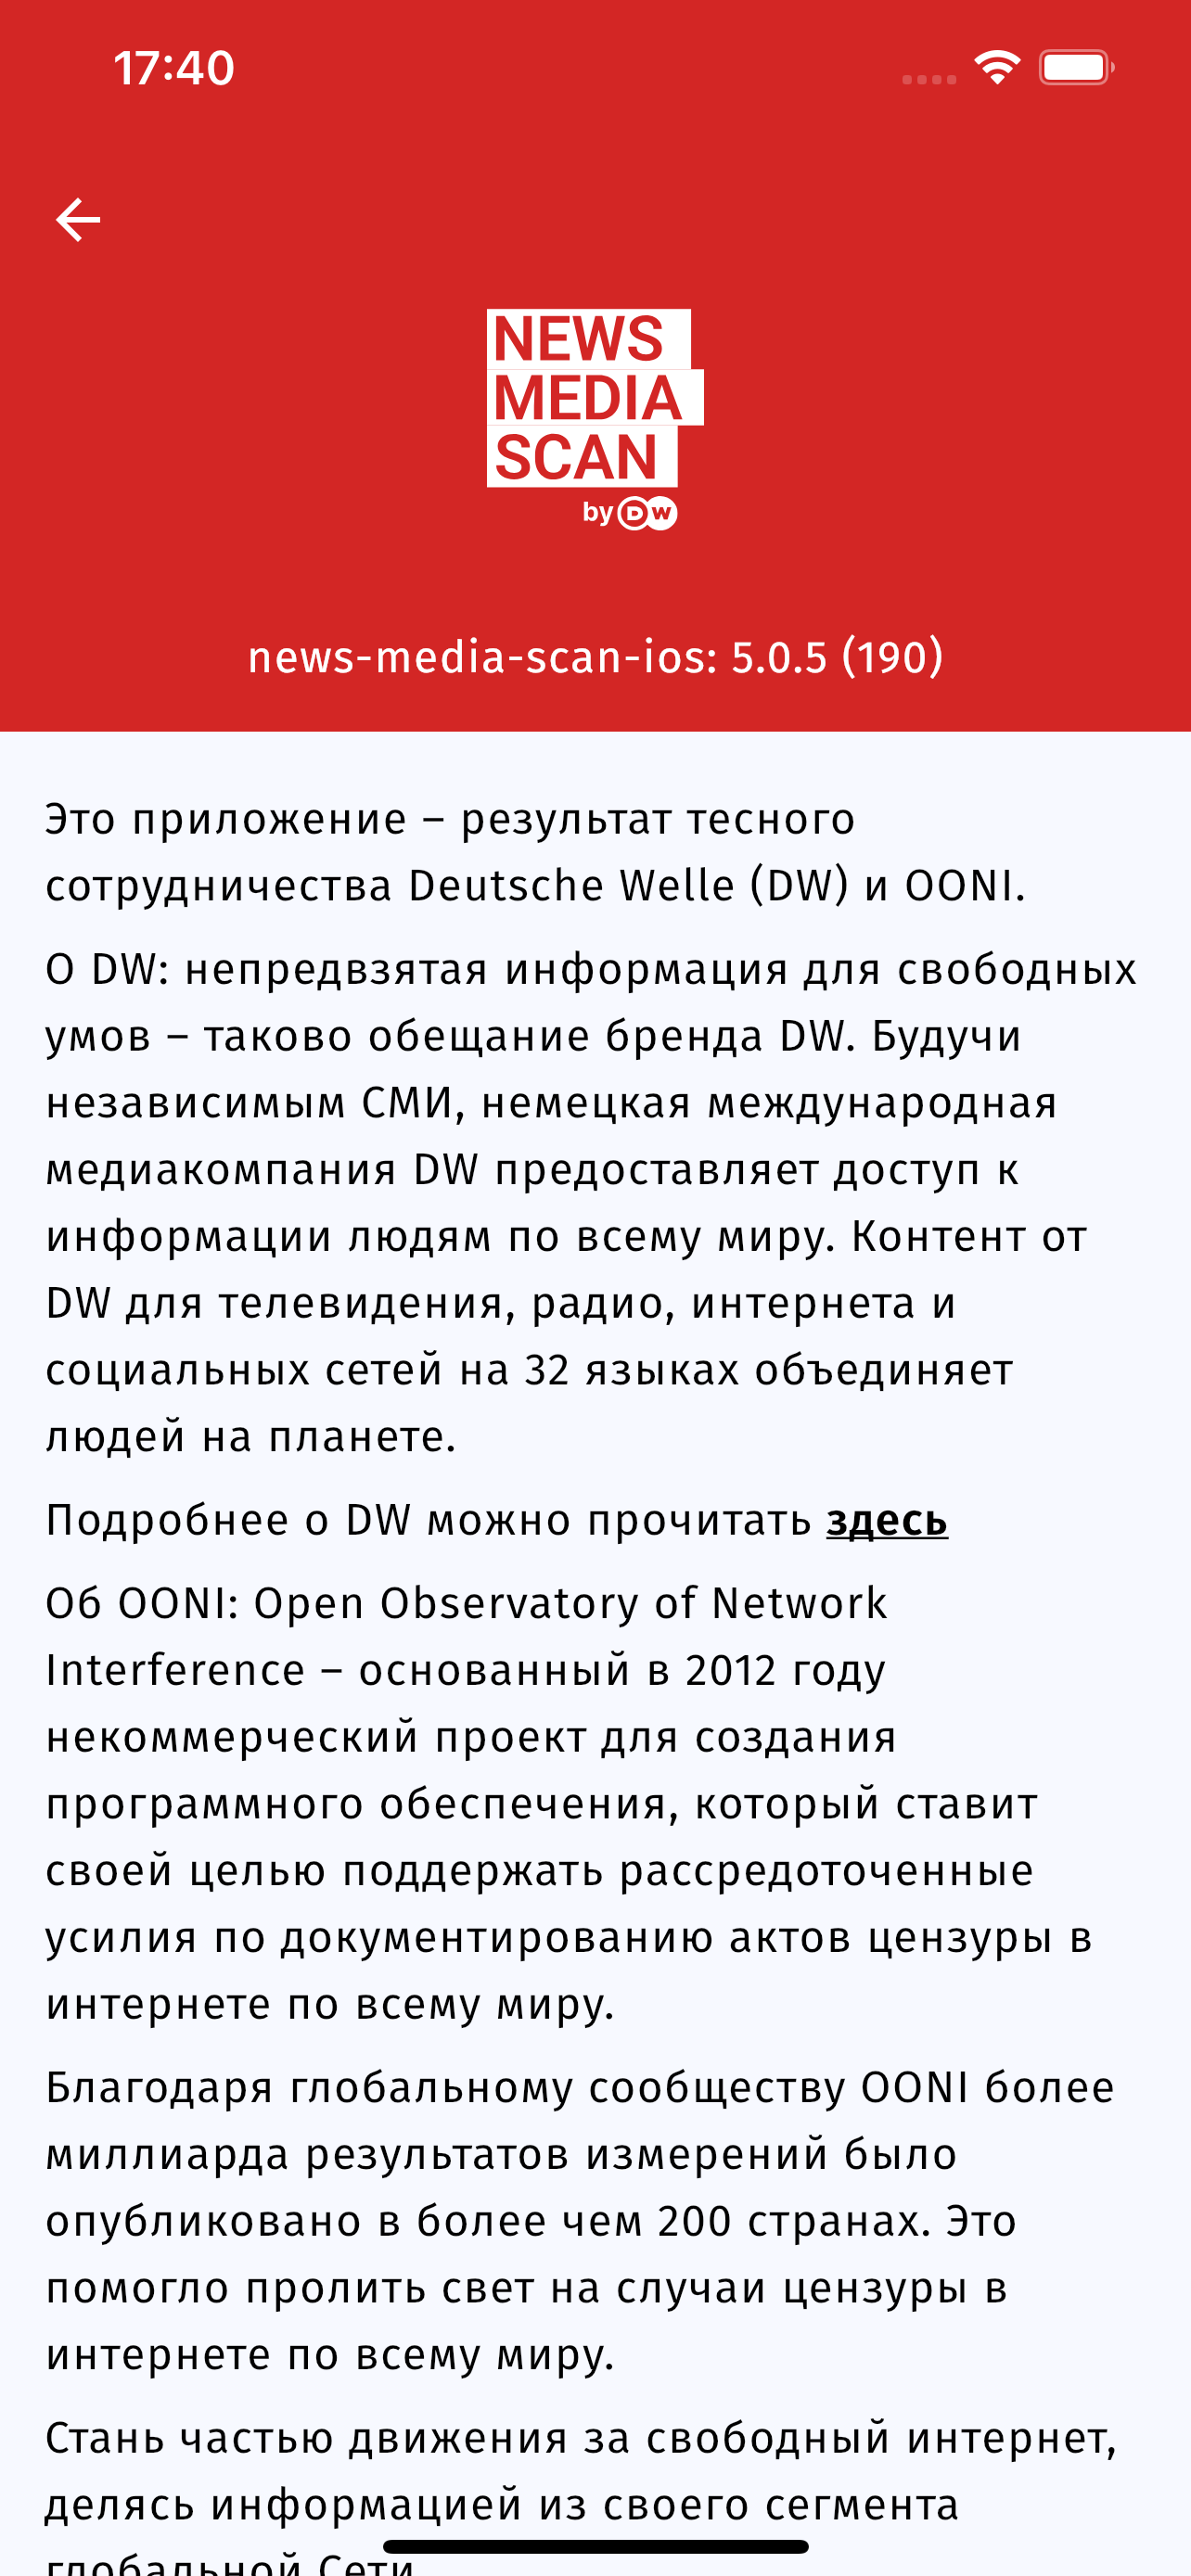 17:40
NEWS
MEDIA
SCAN
by DW
news-media-scan-ios: 5.0.5 (190)
Это приложение – результат тесного
сотрудничества Deutsche Welle (DW) и OONI.
О DW: непредвзятая информация для свободных
умов – таково обещание бренда DW. Будучи
независимым СМИ, немецкая международная
медиакомпания DW предоставляет доступ к
информации людям по всему миру. Контент от
DW для телевидения, радио, интернета и
социальных сетей на 32 языках объединяет
людей на планете.
Подробнее о DW можно прочитать здесь
Об OONI: Open Observatory of Network
Interference – основанный в 2012 году
некоммерческий проект для создания
программного обеспечения, который ставит
своей целью поддержать рассредоточенные
усилия по документированию актов цензуры в
интернете по всему миру.
Благодаря глобальному сообществу OONI более
миллиарда результатов измерений было
опубликовано в более чем 200 странах. Это
помогло пролить свет на случаи цензуры в
интернете по всему миру.
Стань частью движения за свободный интернет,
делясь информацией из своего сегмента
глобальной Сети